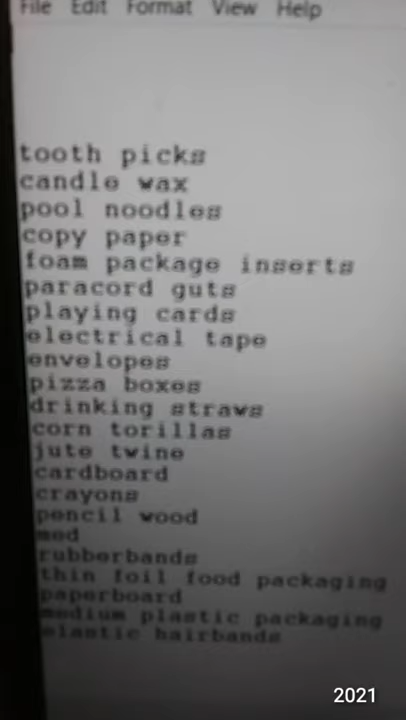 File Edit Format View Help
tooth picks
candle wax
pool noodles
copy paper
foam package inserts
paracord guts
playing cards
electrical tape
envelopes
pizza boxes
drinking straws
corn torillas
jute twine
cardboard
crayons
pencil wood
med
rubberbands
thin foil food packaging
paperboard
medium plastic packaging
elastic hairbands
2021